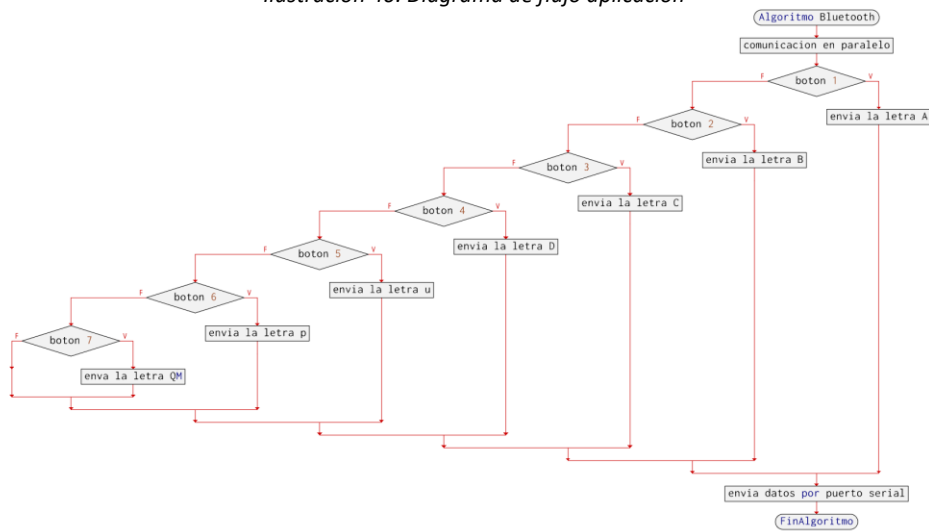 Ilustración 48. Diagrama de flujo aplicación
Algoritmo Bluetooth
comunicacion en paralelo
boton 1
F
V
envia la letra A
boton 2
F
V
envia la letra B
boton 3
F
V
envia la letra C
boton 4
F
V
envia la letra D
boton 5
F
V
envia la letra u
boton 6
F
V
envia la letra p
boton 7
F
V
enva la letra QM
envia datos por puerto serial
FinAlgoritmo